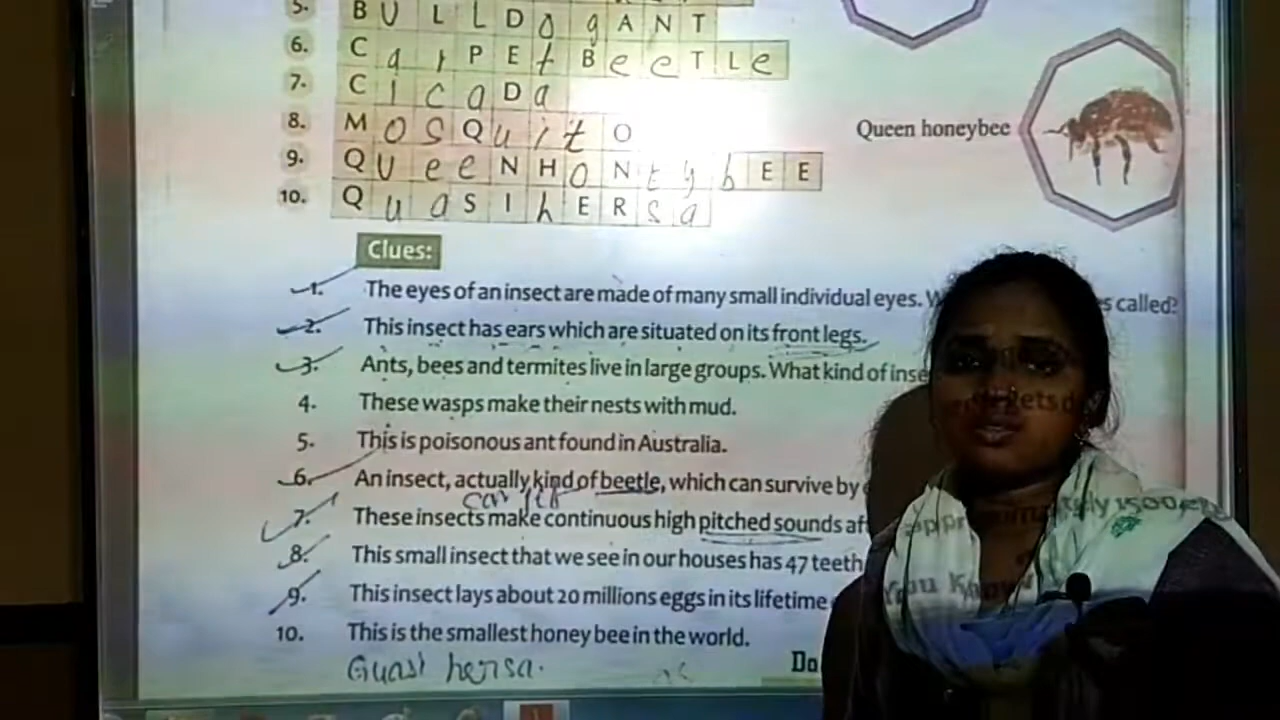 5. BULLDOgANT
6. CarPEtBeeTLe
7. CIcaDa
8. MOSQuitO
Queen honeybee
9. QUeeNHONEybEE
10. QuaSIhERsa
Clues:
1. The eyes of an insect are made of many small individual eyes. W s called?
2. This insect has ears which are situated on its front legs.
3. Ants, bees and termites live in large groups. What kind of inse
4. These wasps make their nests with mud.
5. This is poisonous ant found in Australia.
6. An insect, actually kind of beetle, which can survive by
7. These insects make continuous high pitched sounds af
8. This small insect that we see in our houses has 47 teeth
9. This insect lays about 20 millions eggs in its lifetime
10. This is the smallest honey bee in the world.
Quasi hersa.
Do You Know